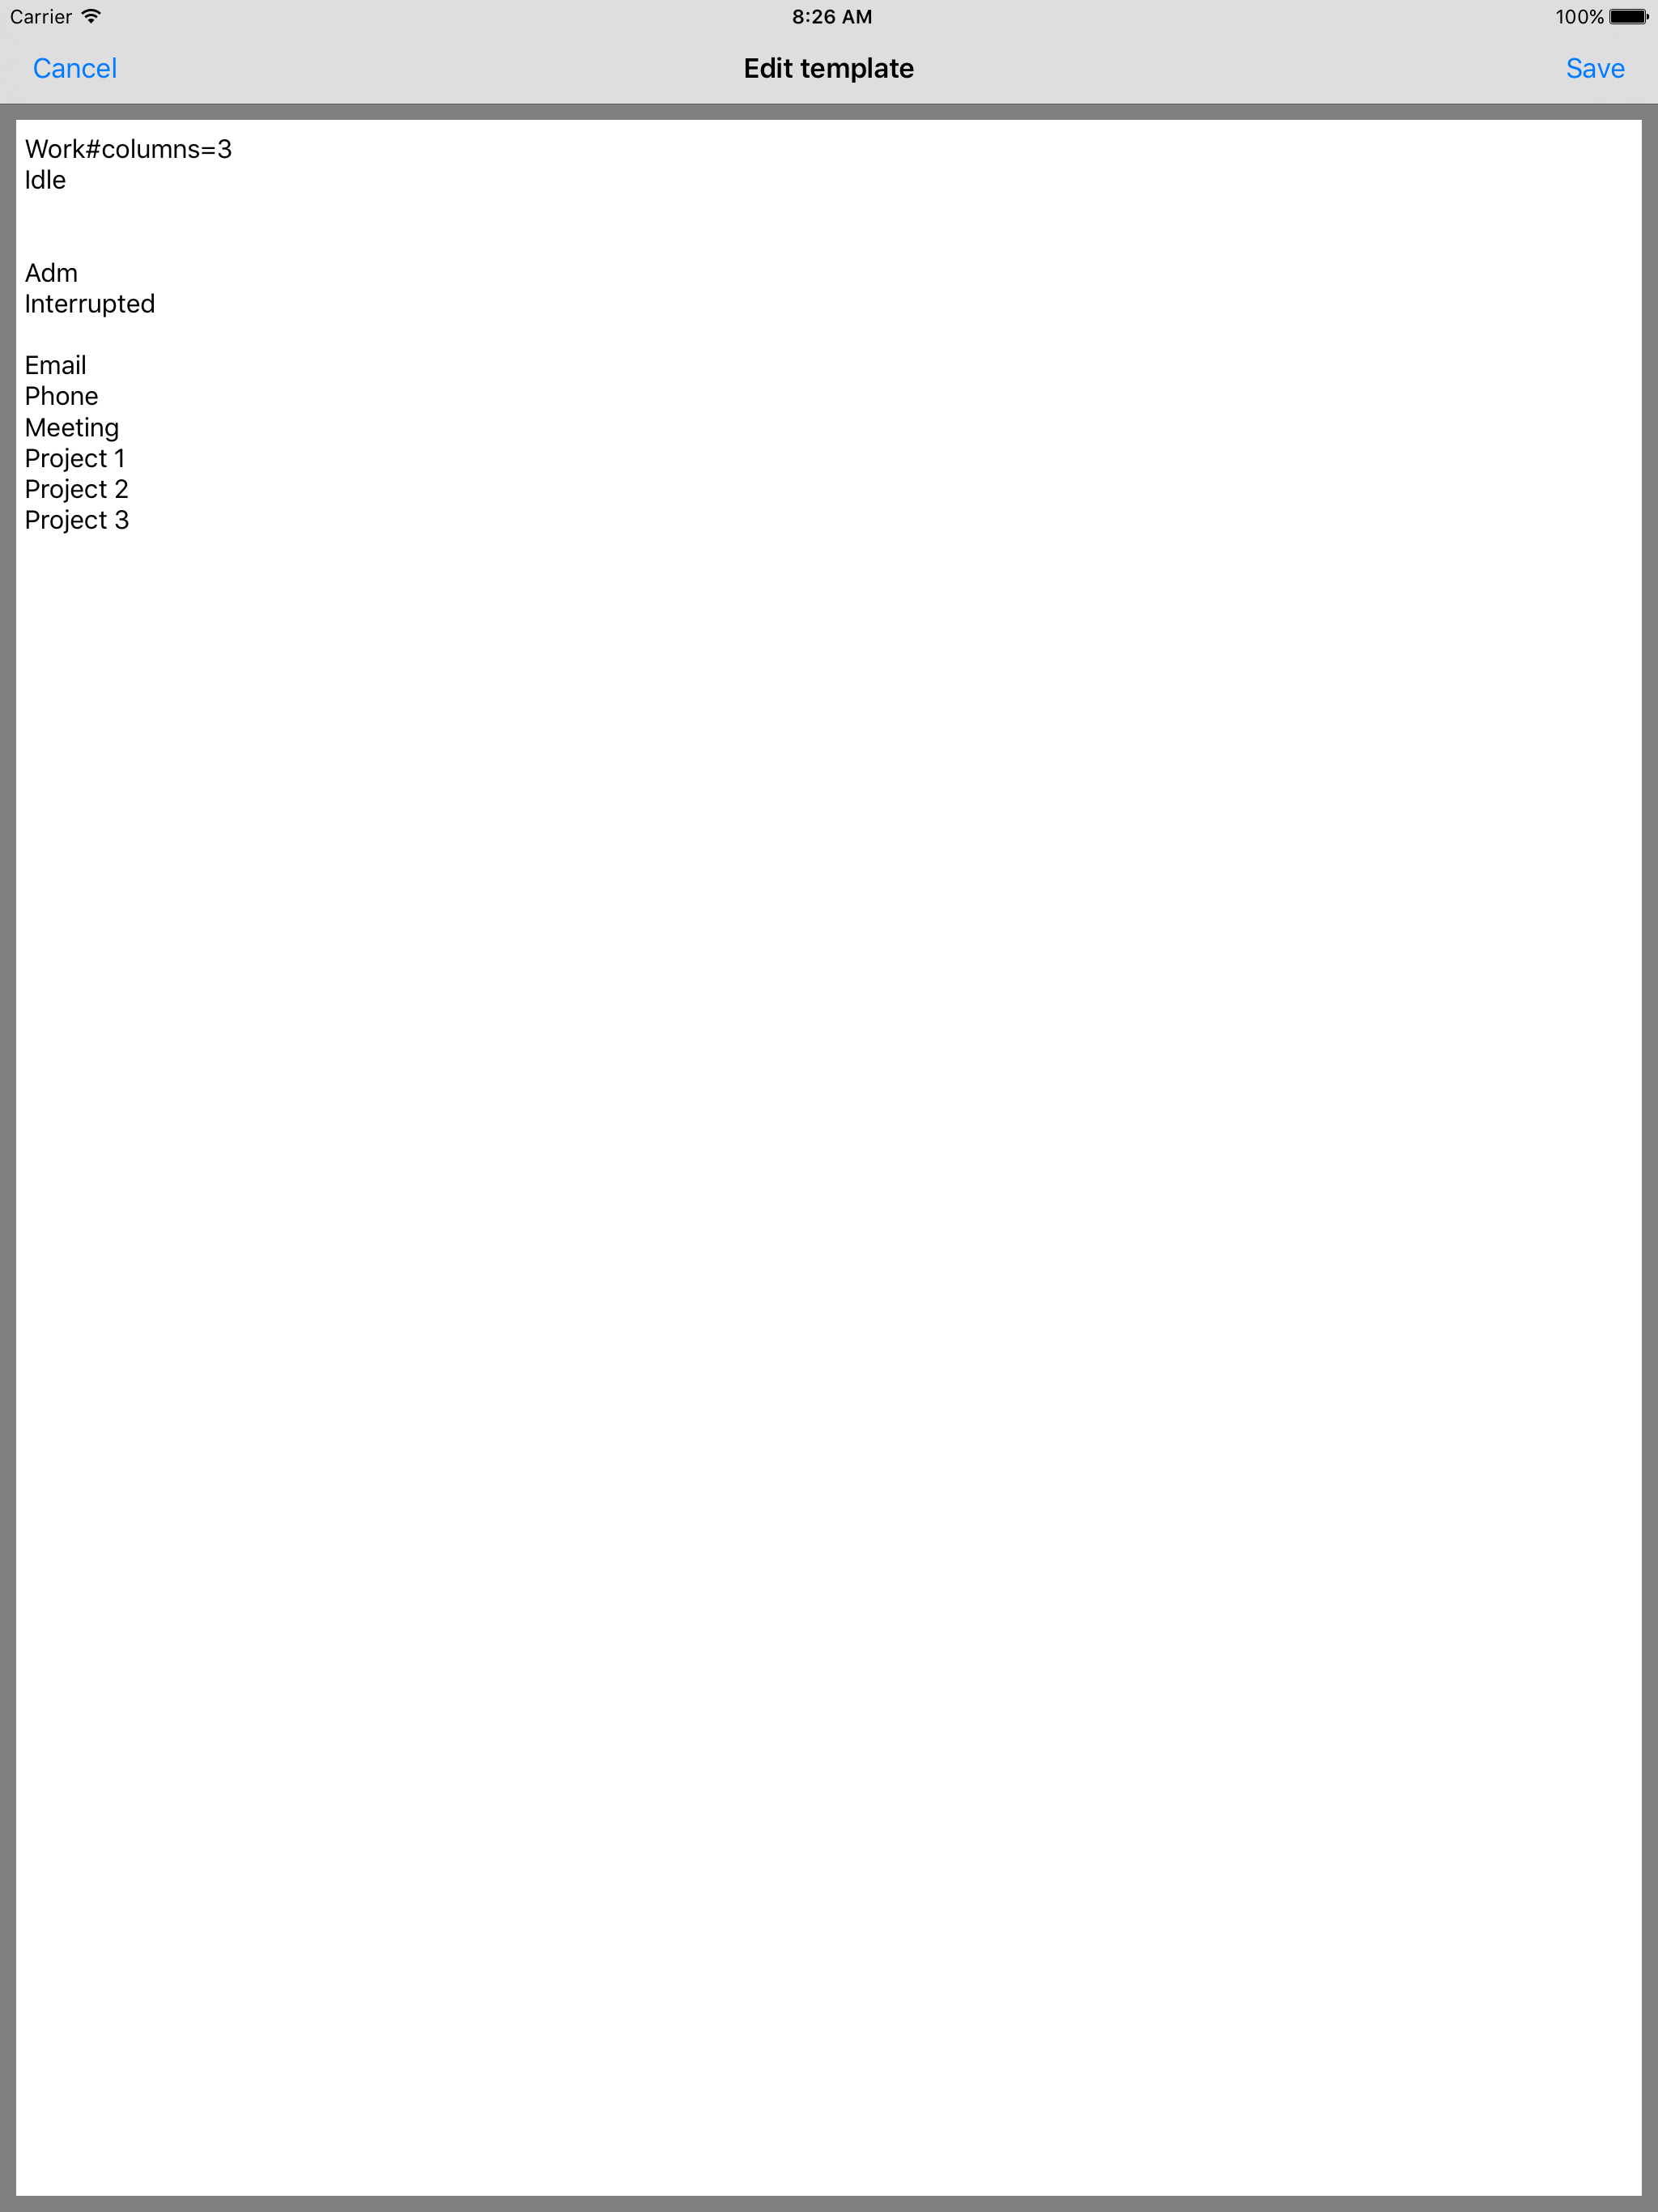 Carrier 8:26 AM 100%
Cancel Edit template Save
Work#columns=3
Idle
Adm
Interrupted
Email
Phone
Meeting
Project 1
Project 2
Project 3